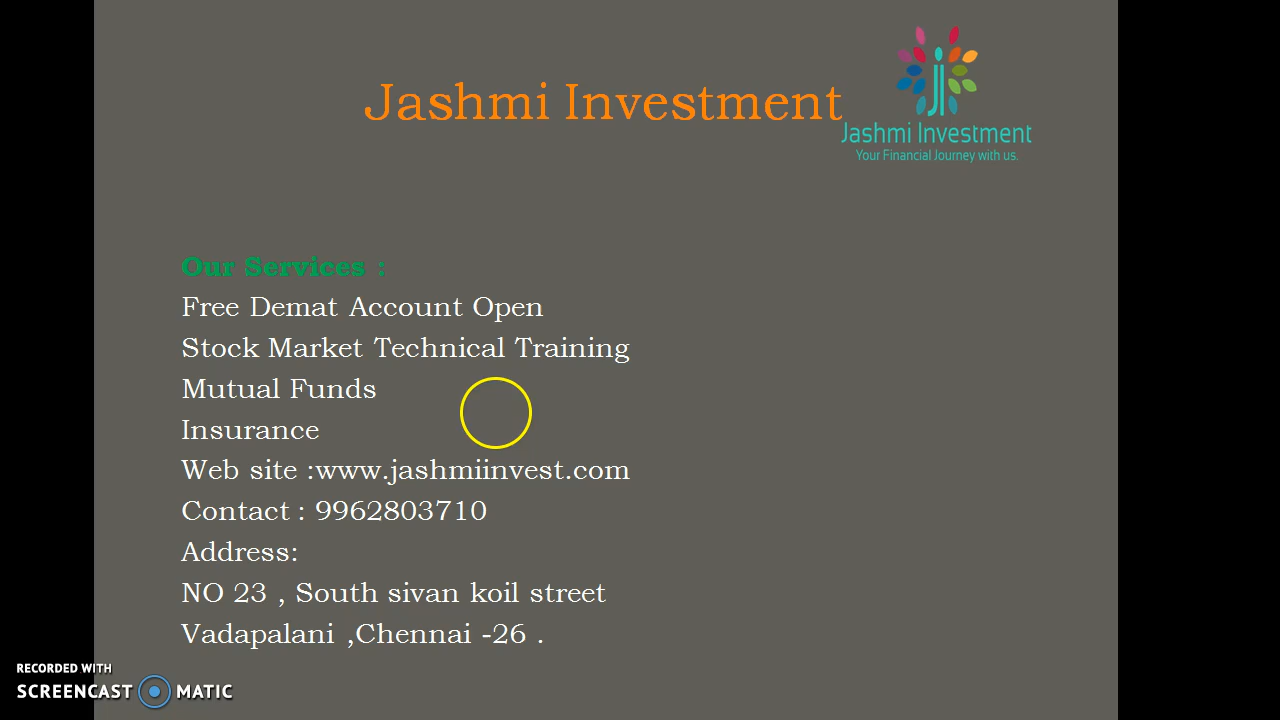 Jashmi Investment
Jashmi Investment
Your Financial Journey with us.
Our Services :
Free Demat Account Open
Stock Market Technical Training
Mutual Funds
Insurance
Web site :www.jashmiinvest.com
Contact : 9962803710
Address:
NO 23 , South sivan koil street
Vadapalani ,Chennai -26 .
RECORDED WITH
SCREENCAST MATIC